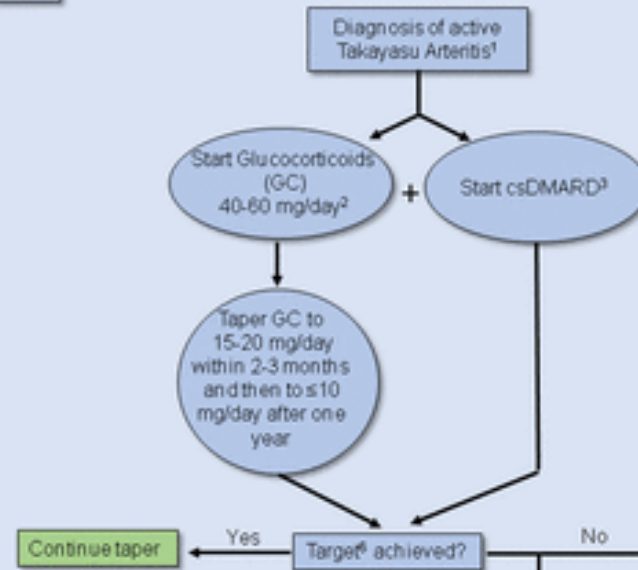 Diagnosis of active
Takayasu Arteritis¹
Start Glucocorticoids
(GC)
40-60 mg/day²
+
Start csDMARD³
Taper GC to
15-20 mg/day
within 2-3 months
and then to ≤10
mg/day after one
year
Continue taper
Yes
Target⁵ achieved?
No